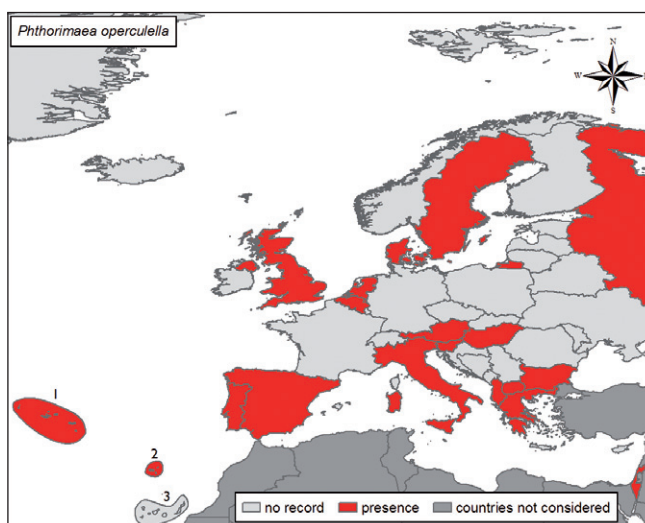 Phthorimaea operculella
N
W
S
1
2
3
no record presence countries not considered